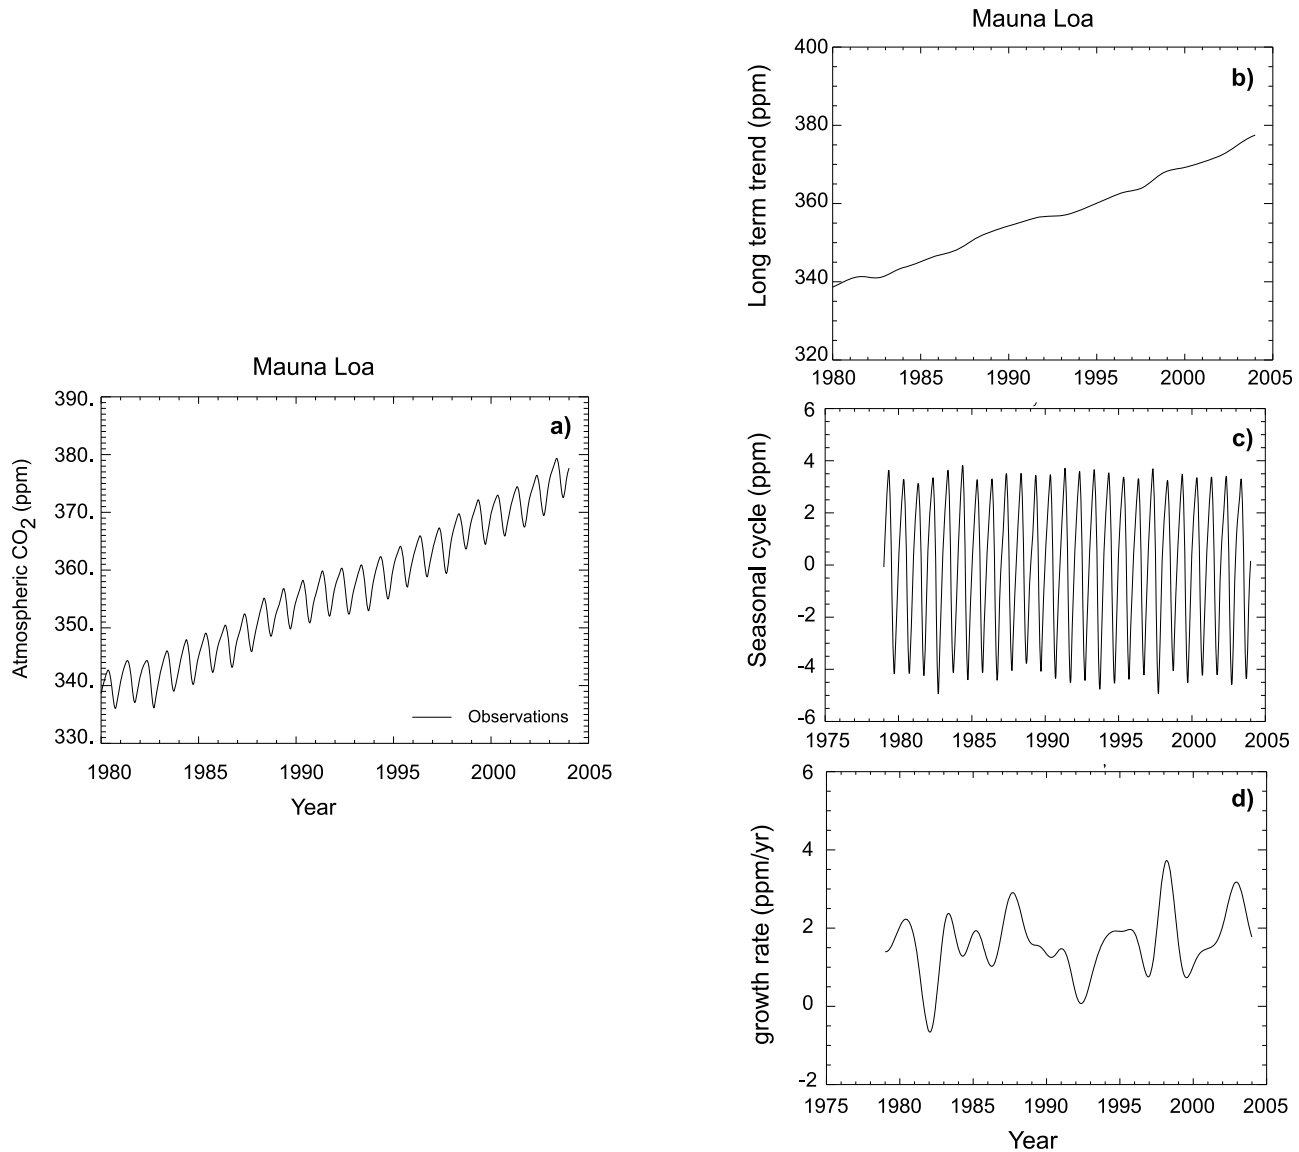 Mauna Loa
b)
Long term trend (ppm)
400
380
360
340
320
1980 1985 1990 1995 2000 2005
Mauna Loa
a)
Atmospheric CO2 (ppm)
390.
380.
370.
360.
350.
340.
330.
Observations
1980 1985 1990 1995 2000 2005
Year
c)
Seasonal cycle (ppm)
6
4
2
0
-2
-4
-6
1975 1980 1985 1990 1995 2000 2005
d)
growth rate (ppm/yr)
6
4
2
0
-2
1975 1980 1985 1990 1995 2000 2005
Year